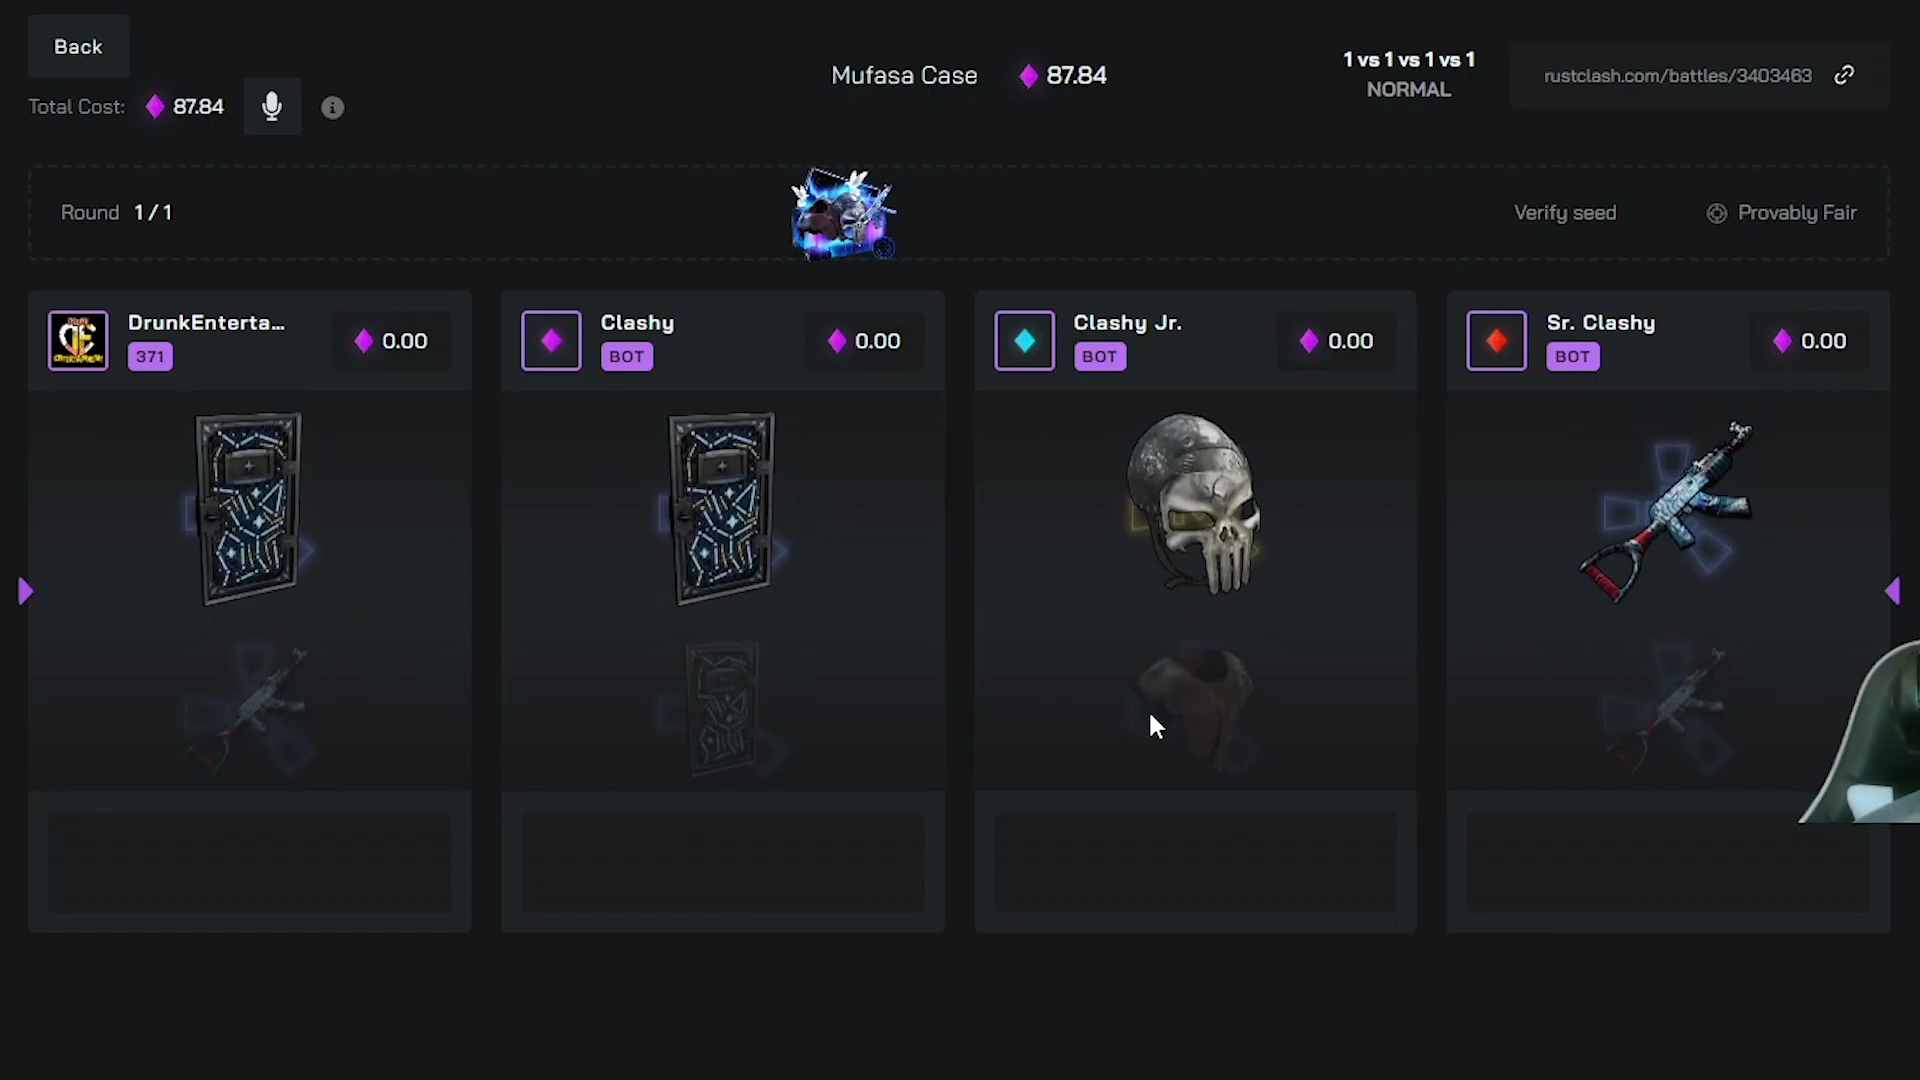 Back
Total Cost: 87.84
Mufasa Case 87.84
1 vs 1 vs 1 vs 1
NORMAL
rustclash.com/battles/3403463
Round 1/1
Verify seed
Provably Fair
DrunkEnterta...
371
0.00
Clashy
BOT
0.00
Clashy Jr.
BOT
0.00
Sr. Clashy
BOT
0.00